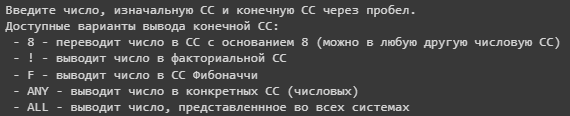 Введите число, изначальную СС и конечную СС через пробел.
Доступные варианты вывода конечной СС:
- 8 - переводит число в СС с основанием 8 (можно в любую другую числовую СС)
- ! - выводит число в факториальной СС
- F - выводит число в СС Фибоначчи
- ANY - выводит число в конкретных СС (числовых)
- ALL - выводит число, представленнное во всех системах